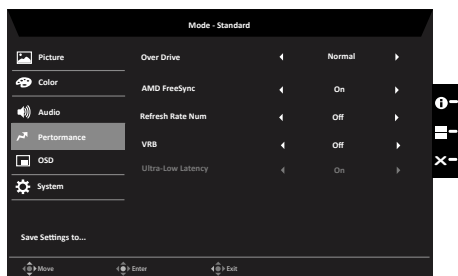 Mode - Standard
Picture
Over Drive Normal
Color
AMD FreeSync On
Audio
Refresh Rate Num Off
Pertormance
VRB Off
OSD
Ultra-Low Latency On
System
Save Settings to...
Move Enter Exit